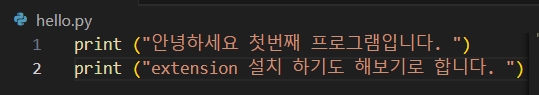 hello.py
1 print ("안녕하세요 첫번째 프로그램입니다. ")
2 print ("extension 설치 하기도 해보기로 합니다. ")